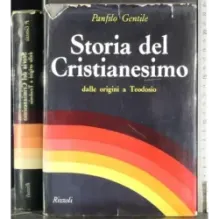 Panfilo Gentile
Storia del
Cristianesimo
dalle origini a Teodosio
Rizzoli